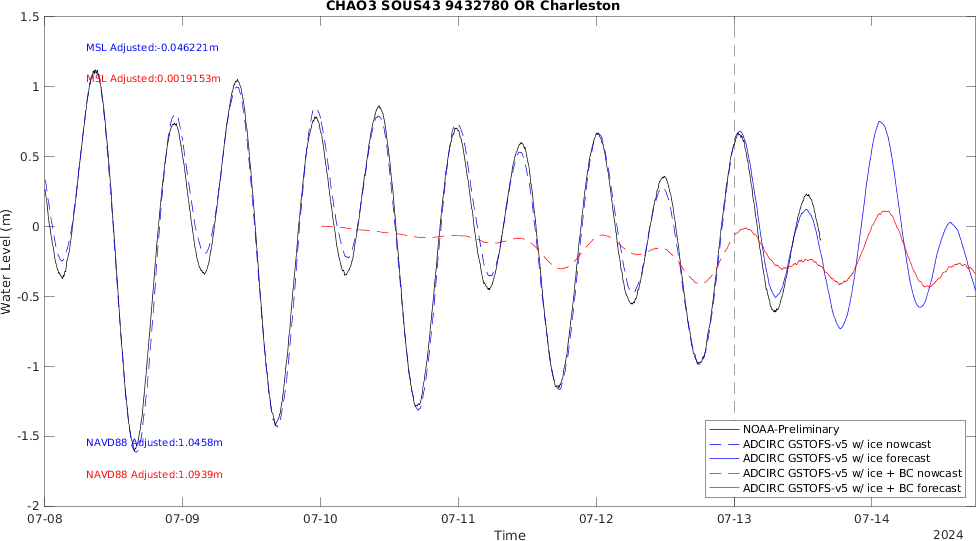 CHAO3 SOUS43 9432780 OR Charleston
1.5
1
0.5
0
-0.5
-1
-1.5
-2
Water Level (m)
MSL Adjusted:-0.046221m
MSL Adjusted:0.0019153m
NAVD88 Adjusted:1.0458m
NAVD88 Adjusted:1.0939m
NOAA-Preliminary
ADCIRC GSTOFS-v5 w/ ice nowcast
ADCIRC GSTOFS-v5 w/ ice forecast
ADCIRC GSTOFS-v5 w/ ice + BC nowcast
ADCIRC GSTOFS-v5 w/ ice + BC forecast
07-08 07-09 07-10 07-11 07-12 07-13 07-14
Time
2024